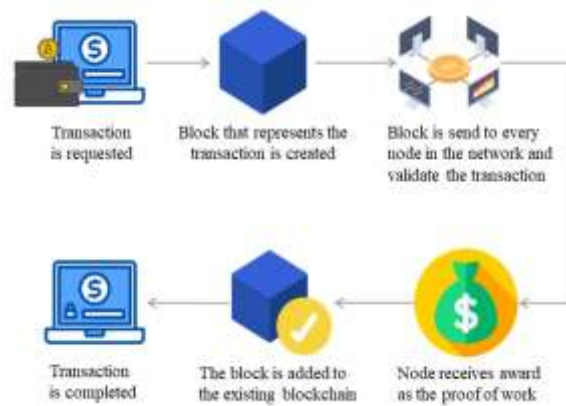 Transaction
is requested
Block that represents the
transaction is created
Block is send to every
node in the network and
validate the transaction
Transaction
is completed
The block is added to
the existing blockchain
Node receives award
as the proof of work